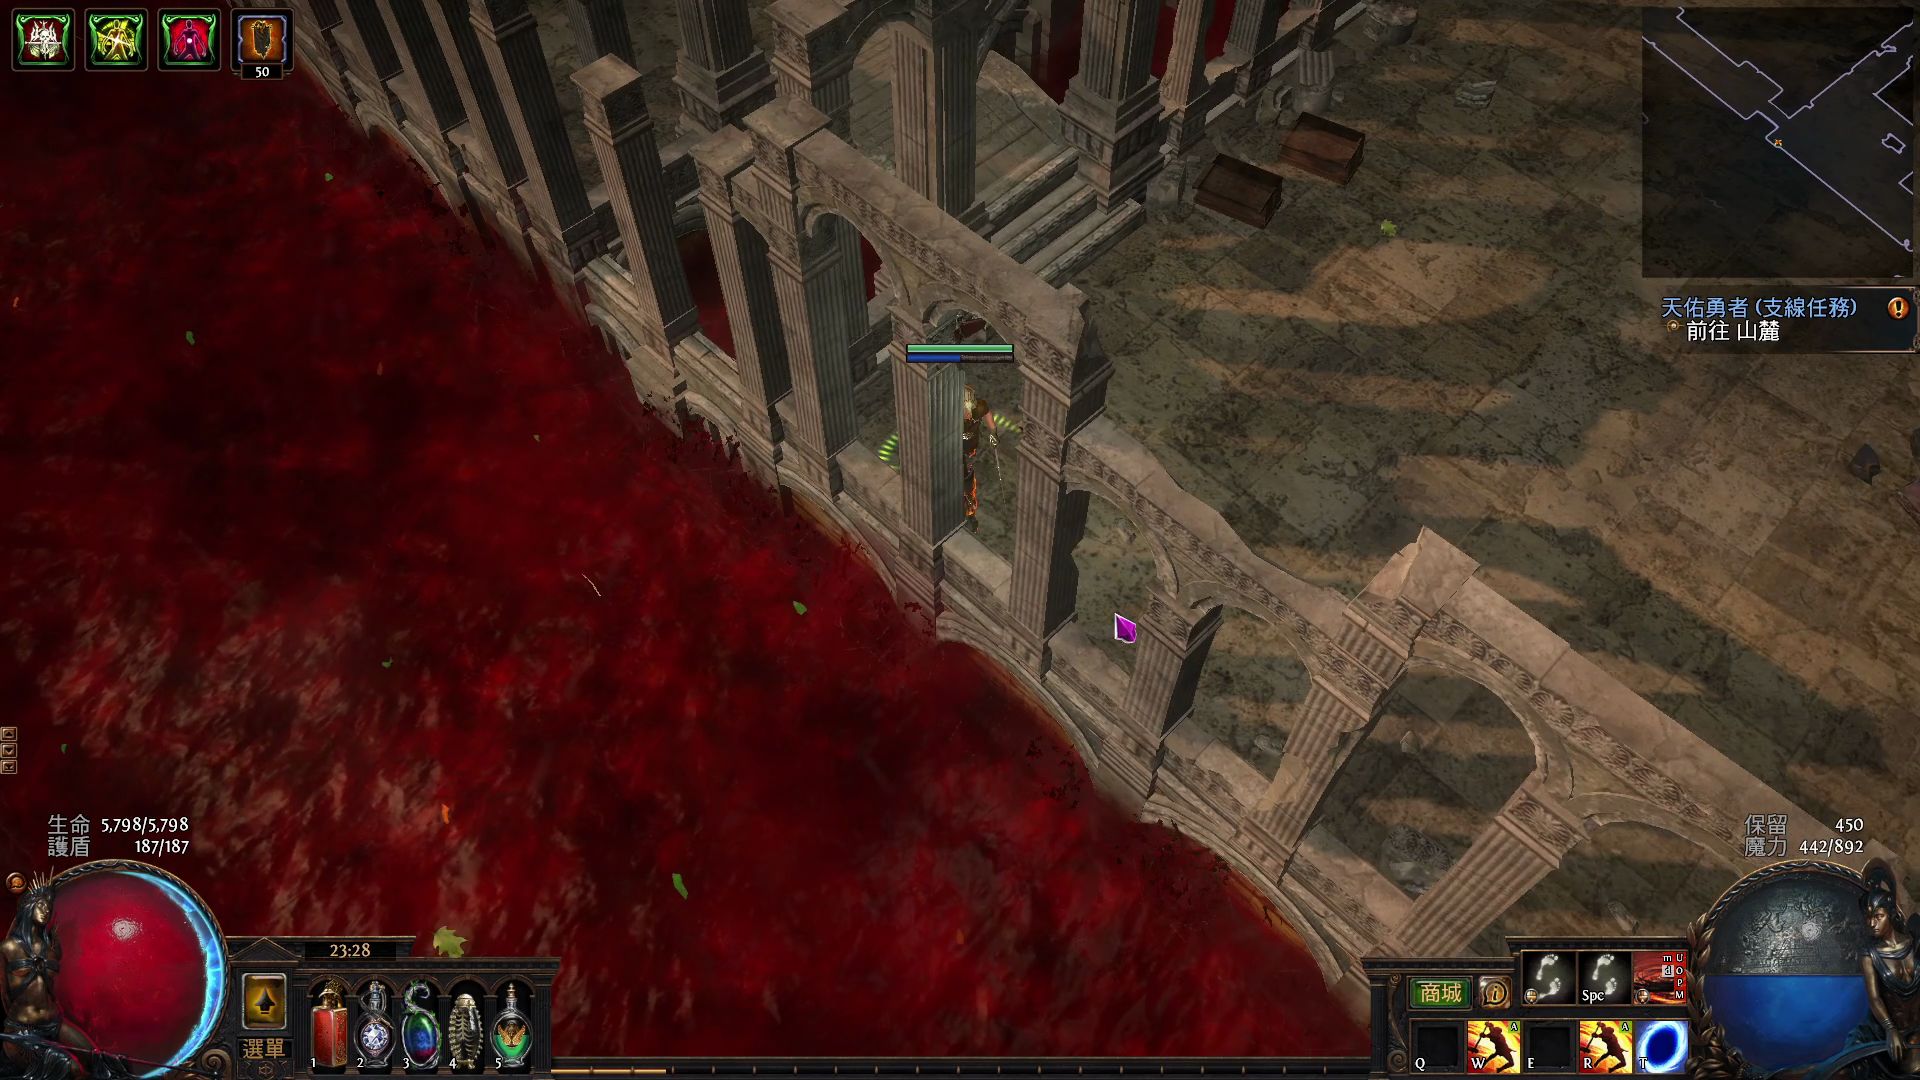 50
天佑勇者 (支線任務)
前往 山麓
生命 5,798/5,798
護盾 187/187
保留 450
魔力 442/892
23:28
選單
1
2
3
4
5
商城
Spc
m U
d O
P
M
Q
W
A
E
R
A
T